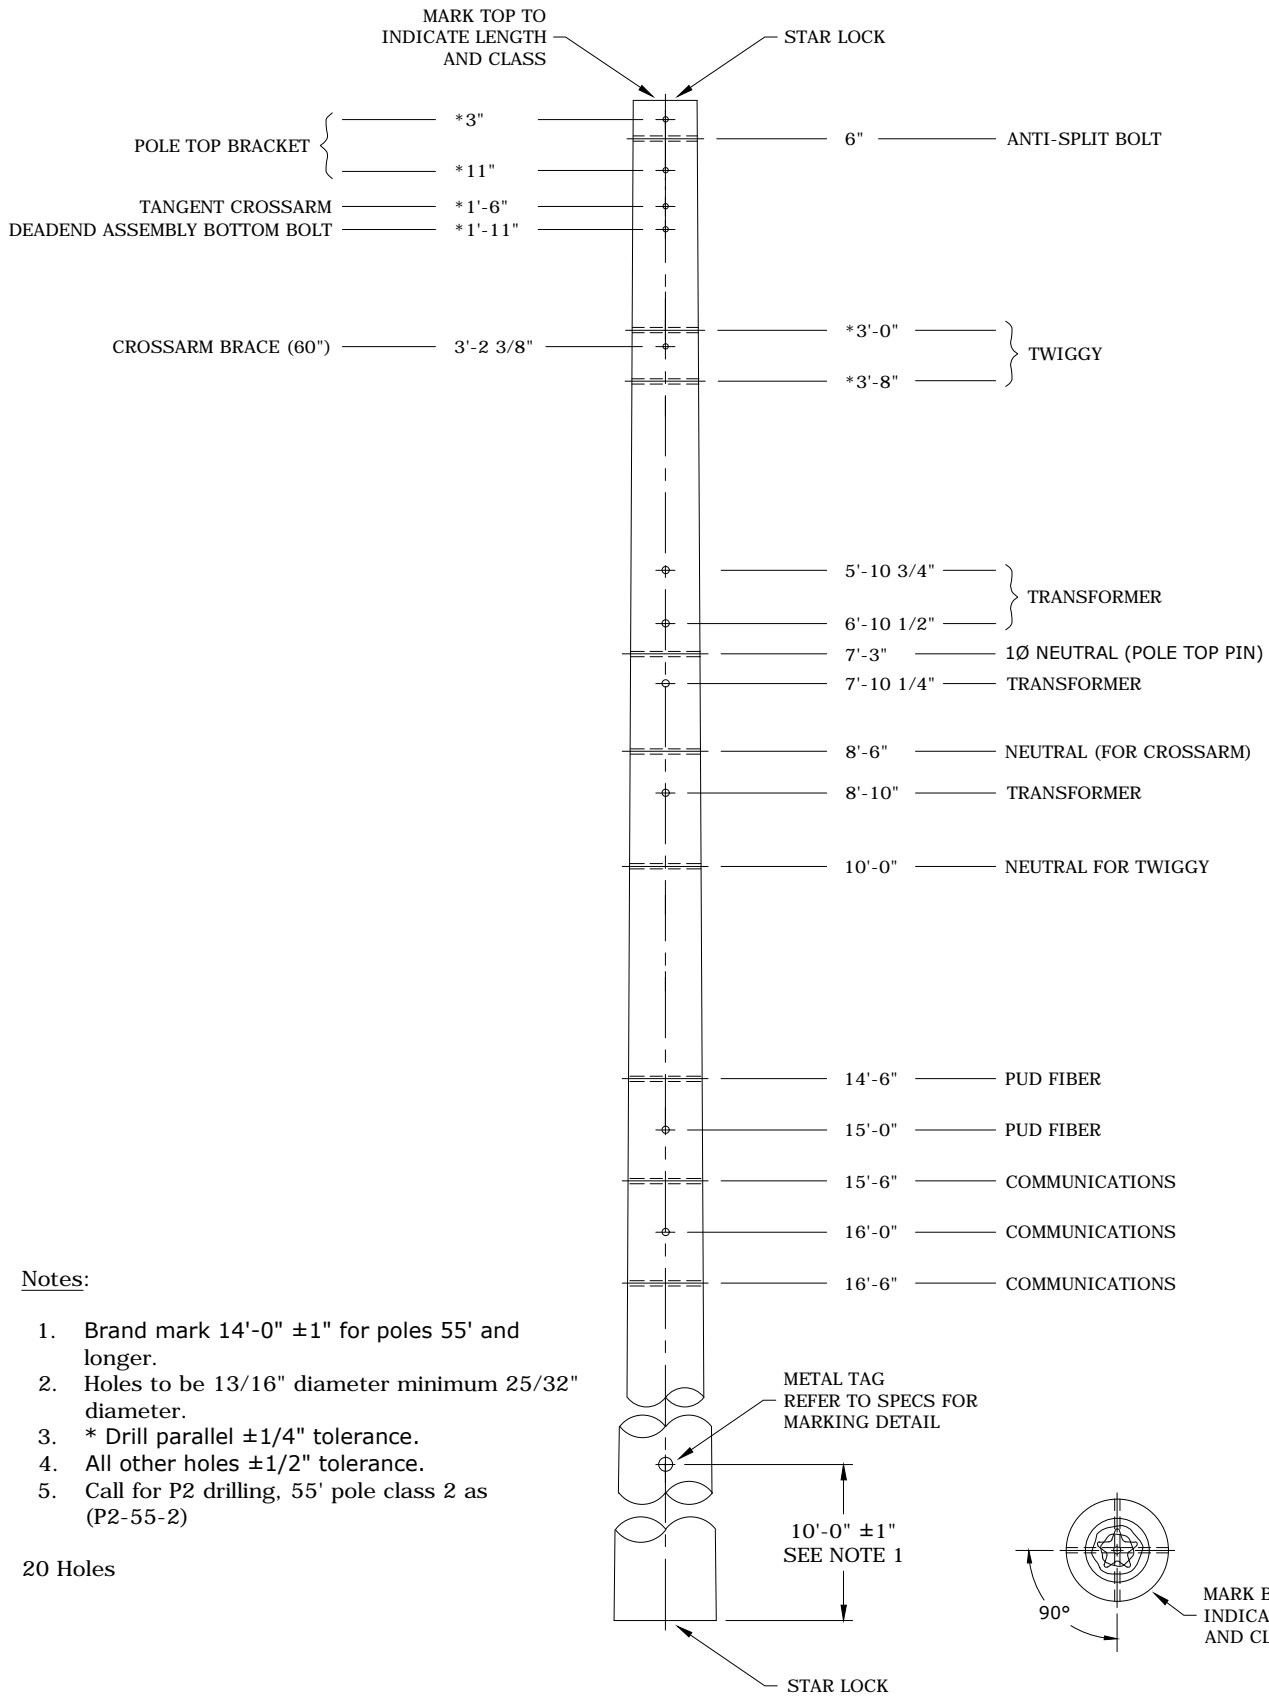 MARK TOP TO
INDICATE LENGTH
AND CLASS
STAR LOCK
POLE TOP BRACKET
*3"
6"
ANTI-SPLIT BOLT
*11"
TANGENT CROSSARM
*1'-6"
DEADEND ASSEMBLY BOTTOM BOLT
*1'-11"
*3'-0"
CROSSARM BRACE (60")
3'-2 3/8"
TWIGGY
*3'-8"
5'-10 3/4"
TRANSFORMER
6'-10 1/2"
7'-3"
1Ø NEUTRAL (POLE TOP PIN)
7'-10 1/4"
TRANSFORMER
8'-6"
NEUTRAL (FOR CROSSARM)
8'-10"
TRANSFORMER
10'-0"
NEUTRAL FOR TWIGGY
14'-6"
PUD FIBER
15'-0"
PUD FIBER
15'-6"
COMMUNICATIONS
16'-0"
COMMUNICATIONS
16'-6"
COMMUNICATIONS
Notes:
1. Brand mark 14'-0" ±1" for poles 55' and
longer.
2. Holes to be 13/16" diameter minimum 25/32"
diameter.
3. * Drill parallel ±1/4" tolerance.
4. All other holes ±1/2" tolerance.
5. Call for P2 drilling, 55' pole class 2 as
(P2-55-2)
20 Holes
METAL TAG
REFER TO SPECS FOR
MARKING DETAIL
10'-0" ±1"
SEE NOTE 1
90°
MARK
AND
STAR LOCK